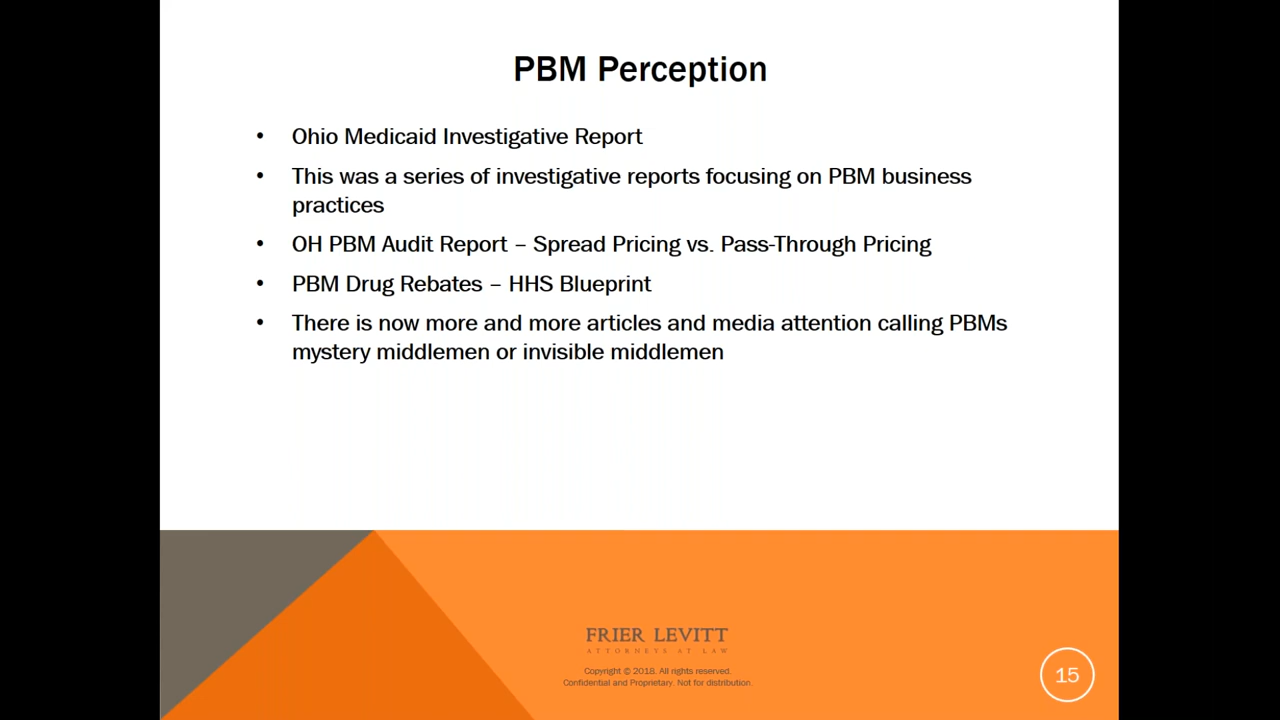 PBM Perception
• Ohio Medicaid Investigative Report
• This was a series of investigative reports focusing on PBM business
practices
• OH PBM Audit Report – Spread Pricing vs. Pass-Through Pricing
• PBM Drug Rebates – HHS Blueprint
• There is now more and more articles and media attention calling PBMs
mystery middlemen or invisible middlemen
FRIER LEVITT
ATTORNEYS AT LAW
Copyright © 2018. All rights reserved.
Confidential and Proprietary. Not for distribution.
15